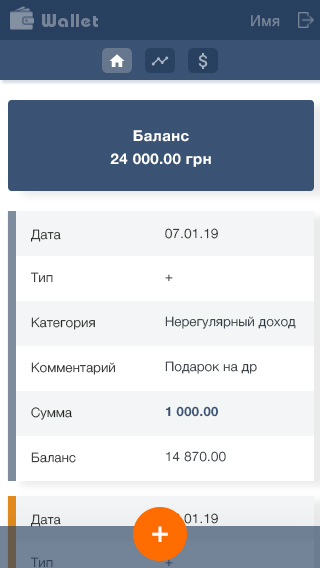 Wallet Имя
$
Баланс
24 000.00 грн
Дата 07.01.19
Тип +
Категория Нерегулярный доход
Комментарий Подарок на др
Сумма 1 000.00
Баланс 14 870.00
Дата .01.19
Тип
+